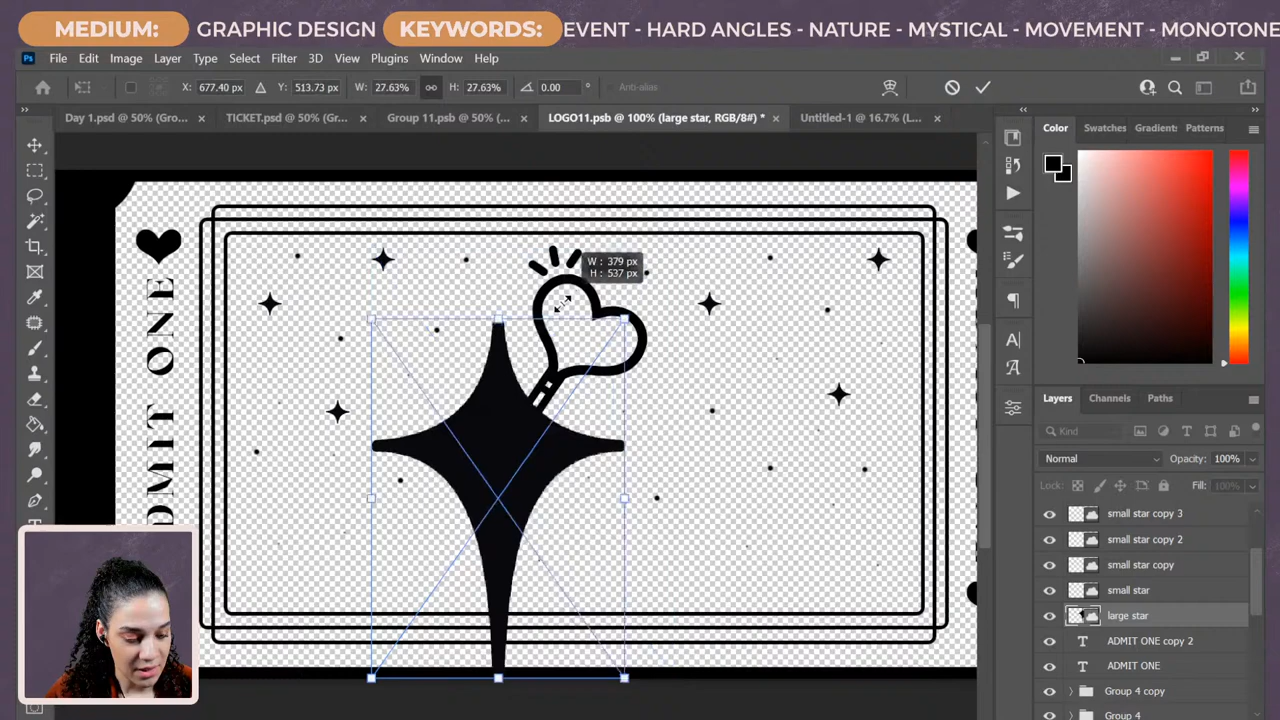 MEDIUM: GRAPHIC DESIGN KEYWORDS: EVENT - HARD ANGLES - NATURE - MYSTICAL - MOVEMENT - MONOTONE
Ps File Edit Image Layer Type Select Filter 3D View Plugins Window Help
X: 677.40 px Y: 513.73 px W: 27.63% H: 27.63% 0.00 ° Anti-alias
Day 1.psd @ 50% (Gro... × TICKET.psd @ 50% (Gr... × Group 11.psb @ 50% (... × LOGO11.psb @ 100% (large star, RGB/8#) * × Untitled-1 @ 16.7% (L... ×
Color Swatches Gradients Patterns
W : 379 px
H : 537 px
DMIT ONE
Layers Channels Paths
Kind
Normal Opacity: 100%
Lock: Fill: 100%
small star copy 3
small star copy 2
small star copy
small star
large star
T ADMIT ONE copy 2
T ADMIT ONE
Group 4 copy
Group 4